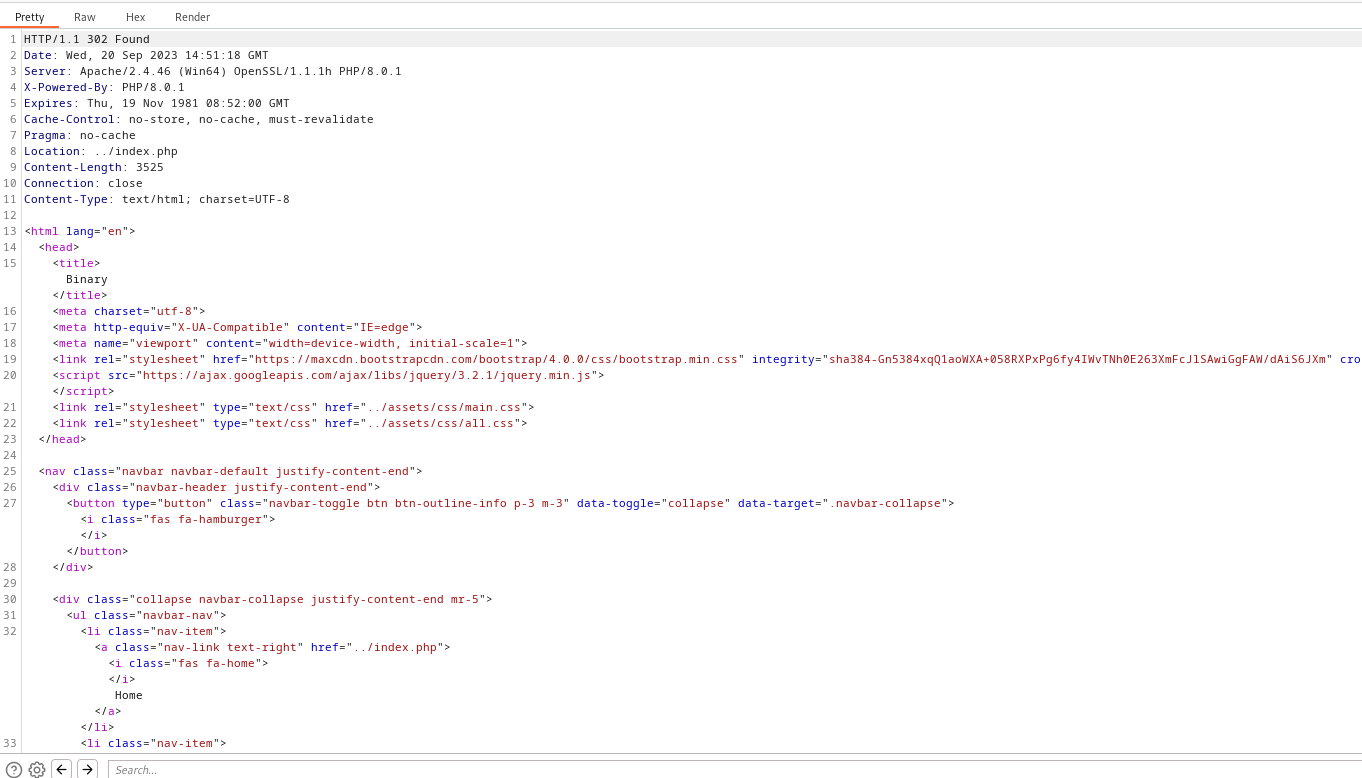 Pretty Raw Hex Render
1 HTTP/1.1 302 Found
2 Date: Wed, 20 Sep 2023 14:51:18 GMT
3 Server: Apache/2.4.46 (Win64) OpenSSL/1.1.1h PHP/8.0.1
4 X-Powered-By: PHP/8.0.1
5 Expires: Thu, 19 Nov 1981 08:52:00 GMT
6 Cache-Control: no-store, no-cache, must-revalidate
7 Pragma: no-cache
8 Location: ../index.php
9 Content-Length: 3525
10 Connection: close
11 Content-Type: text/html; charset=UTF-8
12
13 <html lang="en">
14 <head>
15 <title>
Binary
</title>
16 <meta charset="utf-8">
17 <meta http-equiv="X-UA-Compatible" content="IE=edge">
18 <meta name="viewport" content="width=device-width, initial-scale=1">
19 <link rel="stylesheet" href="https://maxcdn.bootstrapcdn.com/bootstrap/4.0.0/css/bootstrap.min.css" integrity="sha384-Gn5384xqQ1aoWXA+058RXPxPg6fy4IWvTNh0E263XmFcJlSAwiGgFAW/dAiS6JXm" cro
20 <script src="https://ajax.googleapis.com/ajax/libs/jquery/3.2.1/jquery.min.js">
</script>
21 <link rel="stylesheet" type="text/css" href="../assets/css/main.css">
22 <link rel="stylesheet" type="text/css" href="../assets/css/all.css">
23 </head>
24
25 <nav class="navbar navbar-default justify-content-end">
26 <div class="navbar-header justify-content-end">
27 <button type="button" class="navbar-toggle btn btn-outline-info p-3 m-3" data-toggle="collapse" data-target=".navbar-collapse">
<i class="fas fa-hamburger">
</i>
</button>
28 </div>
29
30 <div class="collapse navbar-collapse justify-content-end mr-5">
31 <ul class="navbar-nav">
32 <li class="nav-item">
<a class="nav-link text-right" href="../index.php">
<i class="fas fa-home">
</i>
Home
</a>
</li>
33 <li class="nav-item">
Search...